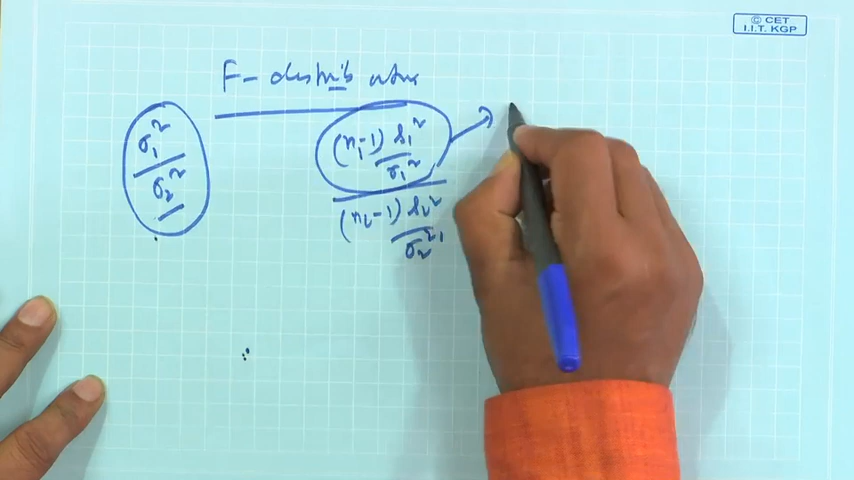 © CET
I.I.T. KGP
F- distribution
σ₁²
σ₂²
(n₁-1) s₁²
σ₁²
(n₂-1) s₂²
σ₂²